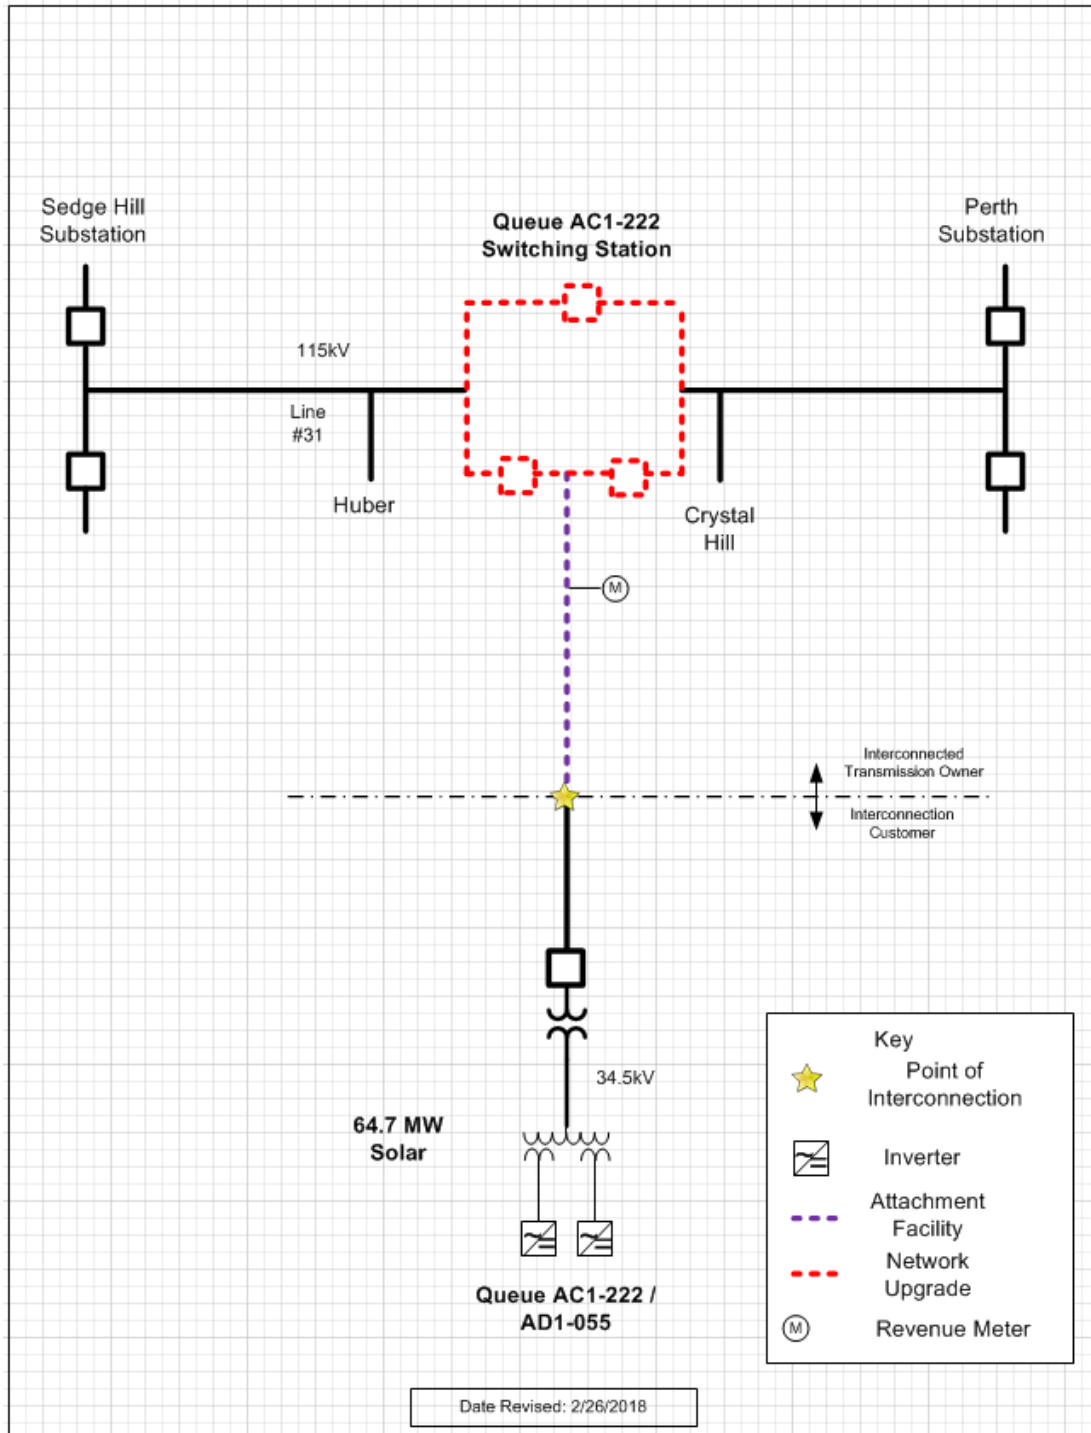 Sedge Hill
Substation
Queue AC1-222
Switching Station
Perth
Substation
115kV
Line
#31
Huber
Crystal
Hill
M
Interconnected
Transmission Owner
Interconnection
Customer
34.5kV
64.7 MW
Solar
Queue AC1-222 /
AD1-055
Key
Point of
Interconnection
Inverter
Attachment
Facility
Network
Upgrade
M
Revenue Meter
Date Revised: 2/26/2018